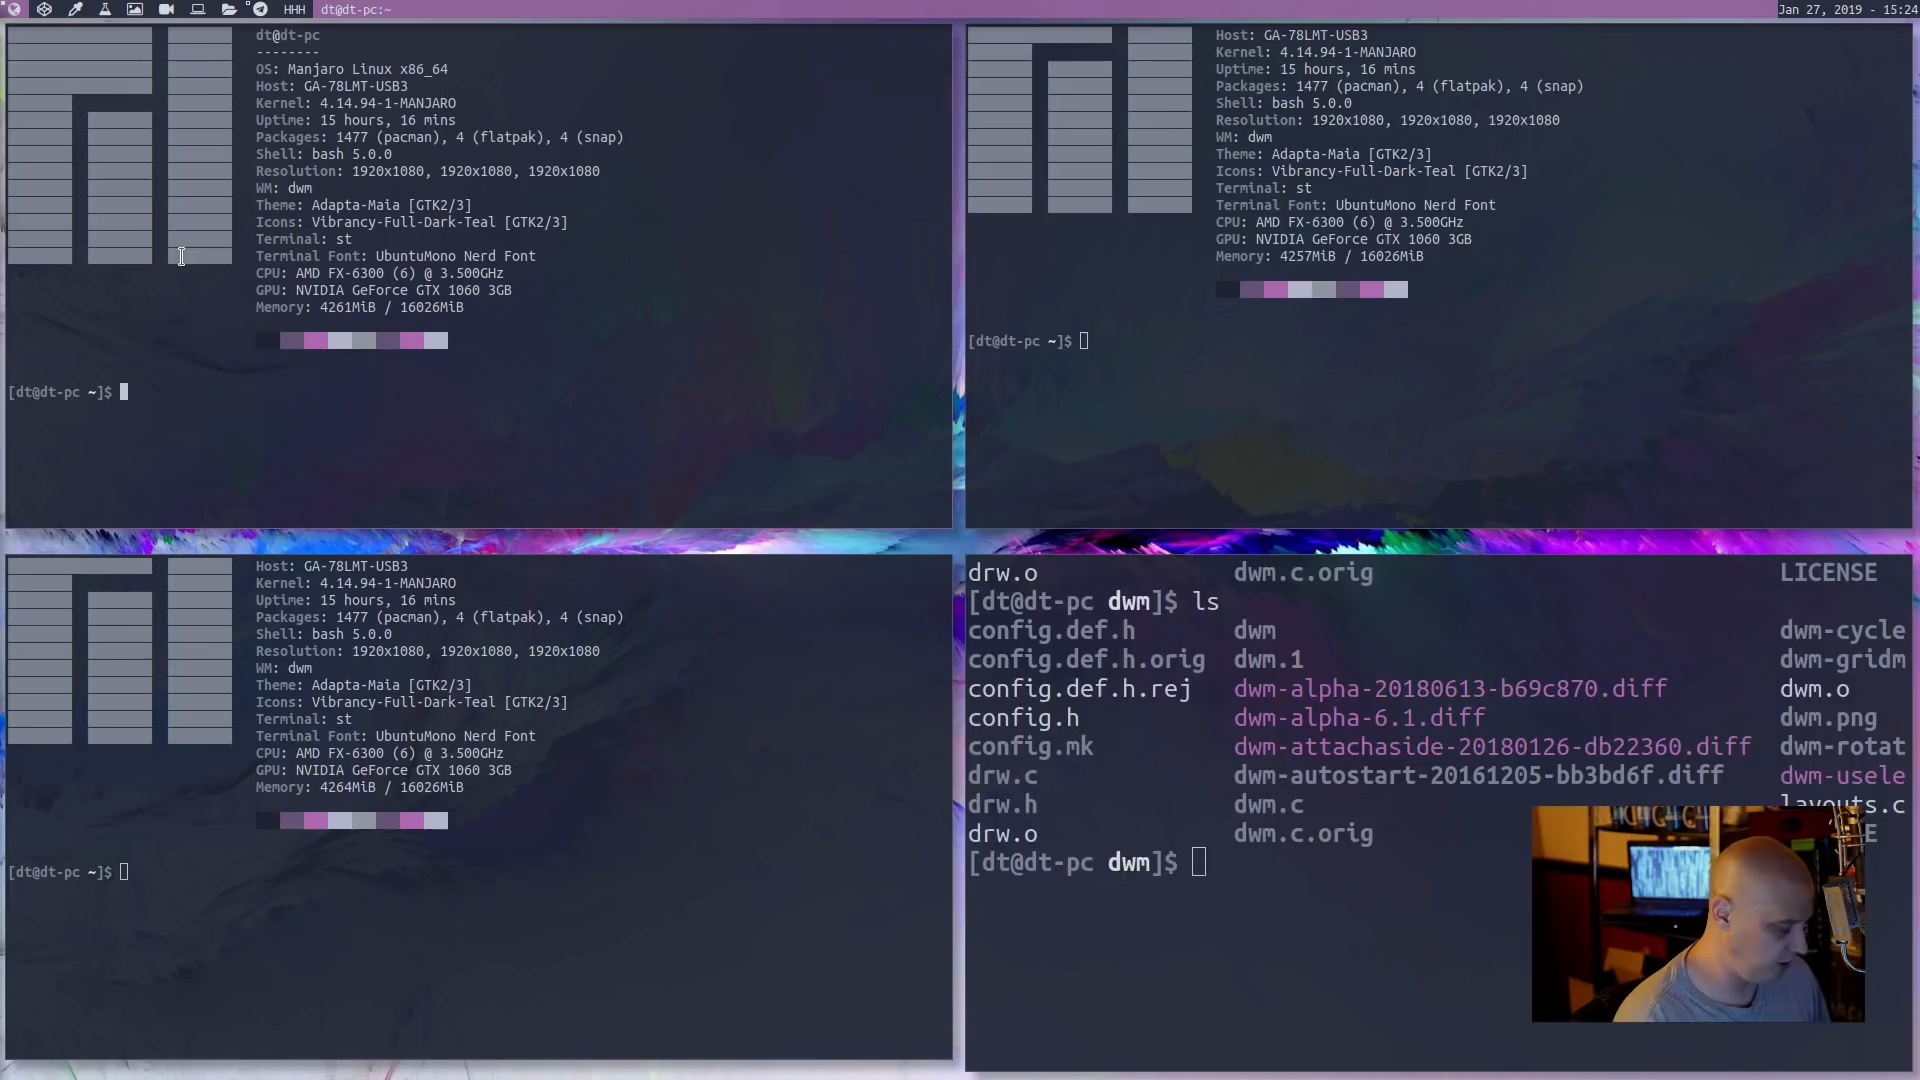 HHH dt@dt-pc:~ Jan 27, 2019 - 15:24
dt@dt-pc
--------
OS: Manjaro Linux x86_64
Host: GA-78LMT-USB3
Kernel: 4.14.94-1-MANJARO
Uptime: 15 hours, 16 mins
Packages: 1477 (pacman), 4 (flatpak), 4 (snap)
Shell: bash 5.0.0
Resolution: 1920x1080, 1920x1080, 1920x1080
WM: dwm
Theme: Adapta-Maia [GTK2/3]
Icons: Vibrancy-Full-Dark-Teal [GTK2/3]
Terminal: st
Terminal Font: UbuntuMono Nerd Font
CPU: AMD FX-6300 (6) @ 3.500GHz
GPU: NVIDIA GeForce GTX 1060 3GB
Memory: 4261MiB / 16026MiB
[dt@dt-pc ~]$
Host: GA-78LMT-USB3
Kernel: 4.14.94-1-MANJARO
Uptime: 15 hours, 16 mins
Packages: 1477 (pacman), 4 (flatpak), 4 (snap)
Shell: bash 5.0.0
Resolution: 1920x1080, 1920x1080, 1920x1080
WM: dwm
Theme: Adapta-Maia [GTK2/3]
Icons: Vibrancy-Full-Dark-Teal [GTK2/3]
Terminal: st
Terminal Font: UbuntuMono Nerd Font
CPU: AMD FX-6300 (6) @ 3.500GHz
GPU: NVIDIA GeForce GTX 1060 3GB
Memory: 4257MiB / 16026MiB
[dt@dt-pc ~]$
Host: GA-78LMT-USB3
Kernel: 4.14.94-1-MANJARO
Uptime: 15 hours, 16 mins
Packages: 1477 (pacman), 4 (flatpak), 4 (snap)
Shell: bash 5.0.0
Resolution: 1920x1080, 1920x1080, 1920x1080
WM: dwm
Theme: Adapta-Maia [GTK2/3]
Icons: Vibrancy-Full-Dark-Teal [GTK2/3]
Terminal: st
Terminal Font: UbuntuMono Nerd Font
CPU: AMD FX-6300 (6) @ 3.500GHz
GPU: NVIDIA GeForce GTX 1060 3GB
Memory: 4264MiB / 16026MiB
[dt@dt-pc ~]$
drw.o dwm.c.orig LICENSE
[dt@dt-pc dwm]$ ls
config.def.h dwm dwm-cycle
config.def.h.orig dwm.1 dwm-gridm
config.def.h.rej dwm-alpha-20180613-b69c870.diff dwm.o
config.h dwm-alpha-6.1.diff dwm.png
config.mk dwm-attachaside-20180126-db22360.diff dwm-rotat
drw.c dwm-autostart-20161205-bb3bd6f.diff dwm-usele
drw.h dwm.c layouts.c
drw.o dwm.c.orig E
[dt@dt-pc dwm]$